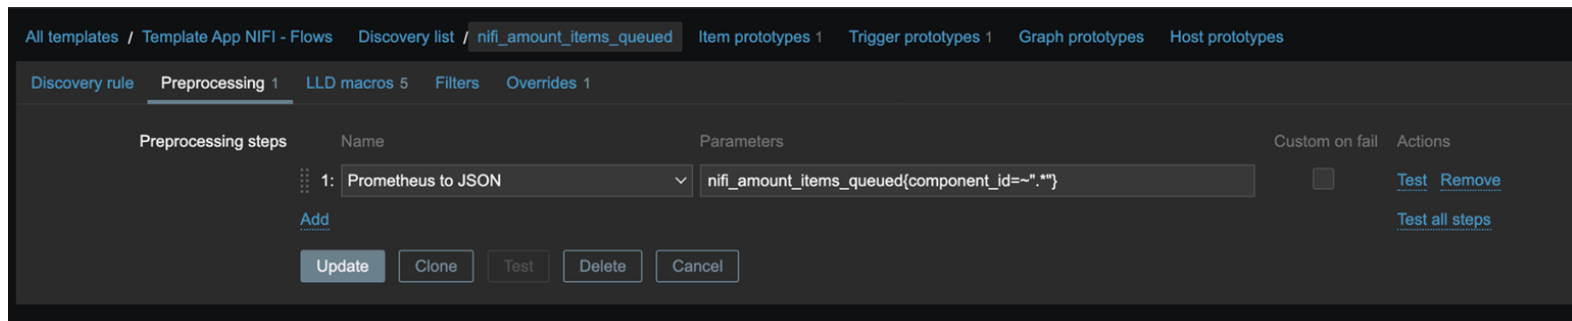 All templates / Template App NIFI - Flows Discovery list / nifi_amount_items_queued Item prototypes 1 Trigger prototypes 1 Graph prototypes Host prototypes
Discovery rule Preprocessing 1 LLD macros 5 Filters Overrides 1
Preprocessing steps Name Parameters Custom on fail Actions
1: Prometheus to JSON nifi_amount_items_queued{component_id=~".*"} Test Remove
Add Test all steps
Update Clone Test Delete Cancel